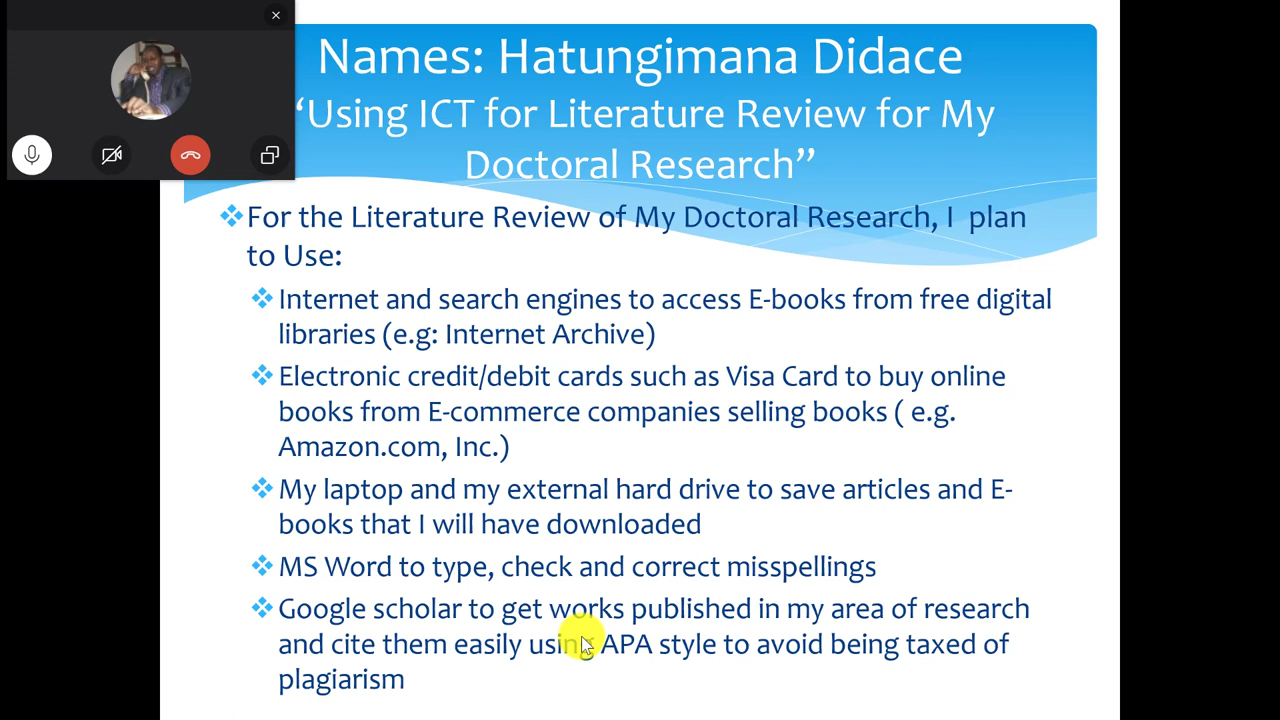 Names: Hatungimana Didace
‘Using ICT for Literature Review for My
Doctoral Research”
For the Literature Review of My Doctoral Research, I plan
to Use:
Internet and search engines to access E-books from free digital
libraries (e.g: Internet Archive)
Electronic credit/debit cards such as Visa Card to buy online
books from E-commerce companies selling books ( e.g.
Amazon.com, Inc.)
My laptop and my external hard drive to save articles and E-
books that I will have downloaded
MS Word to type, check and correct misspellings
Google scholar to get works published in my area of research
and cite them easily using APA style to avoid being taxed of
plagiarism